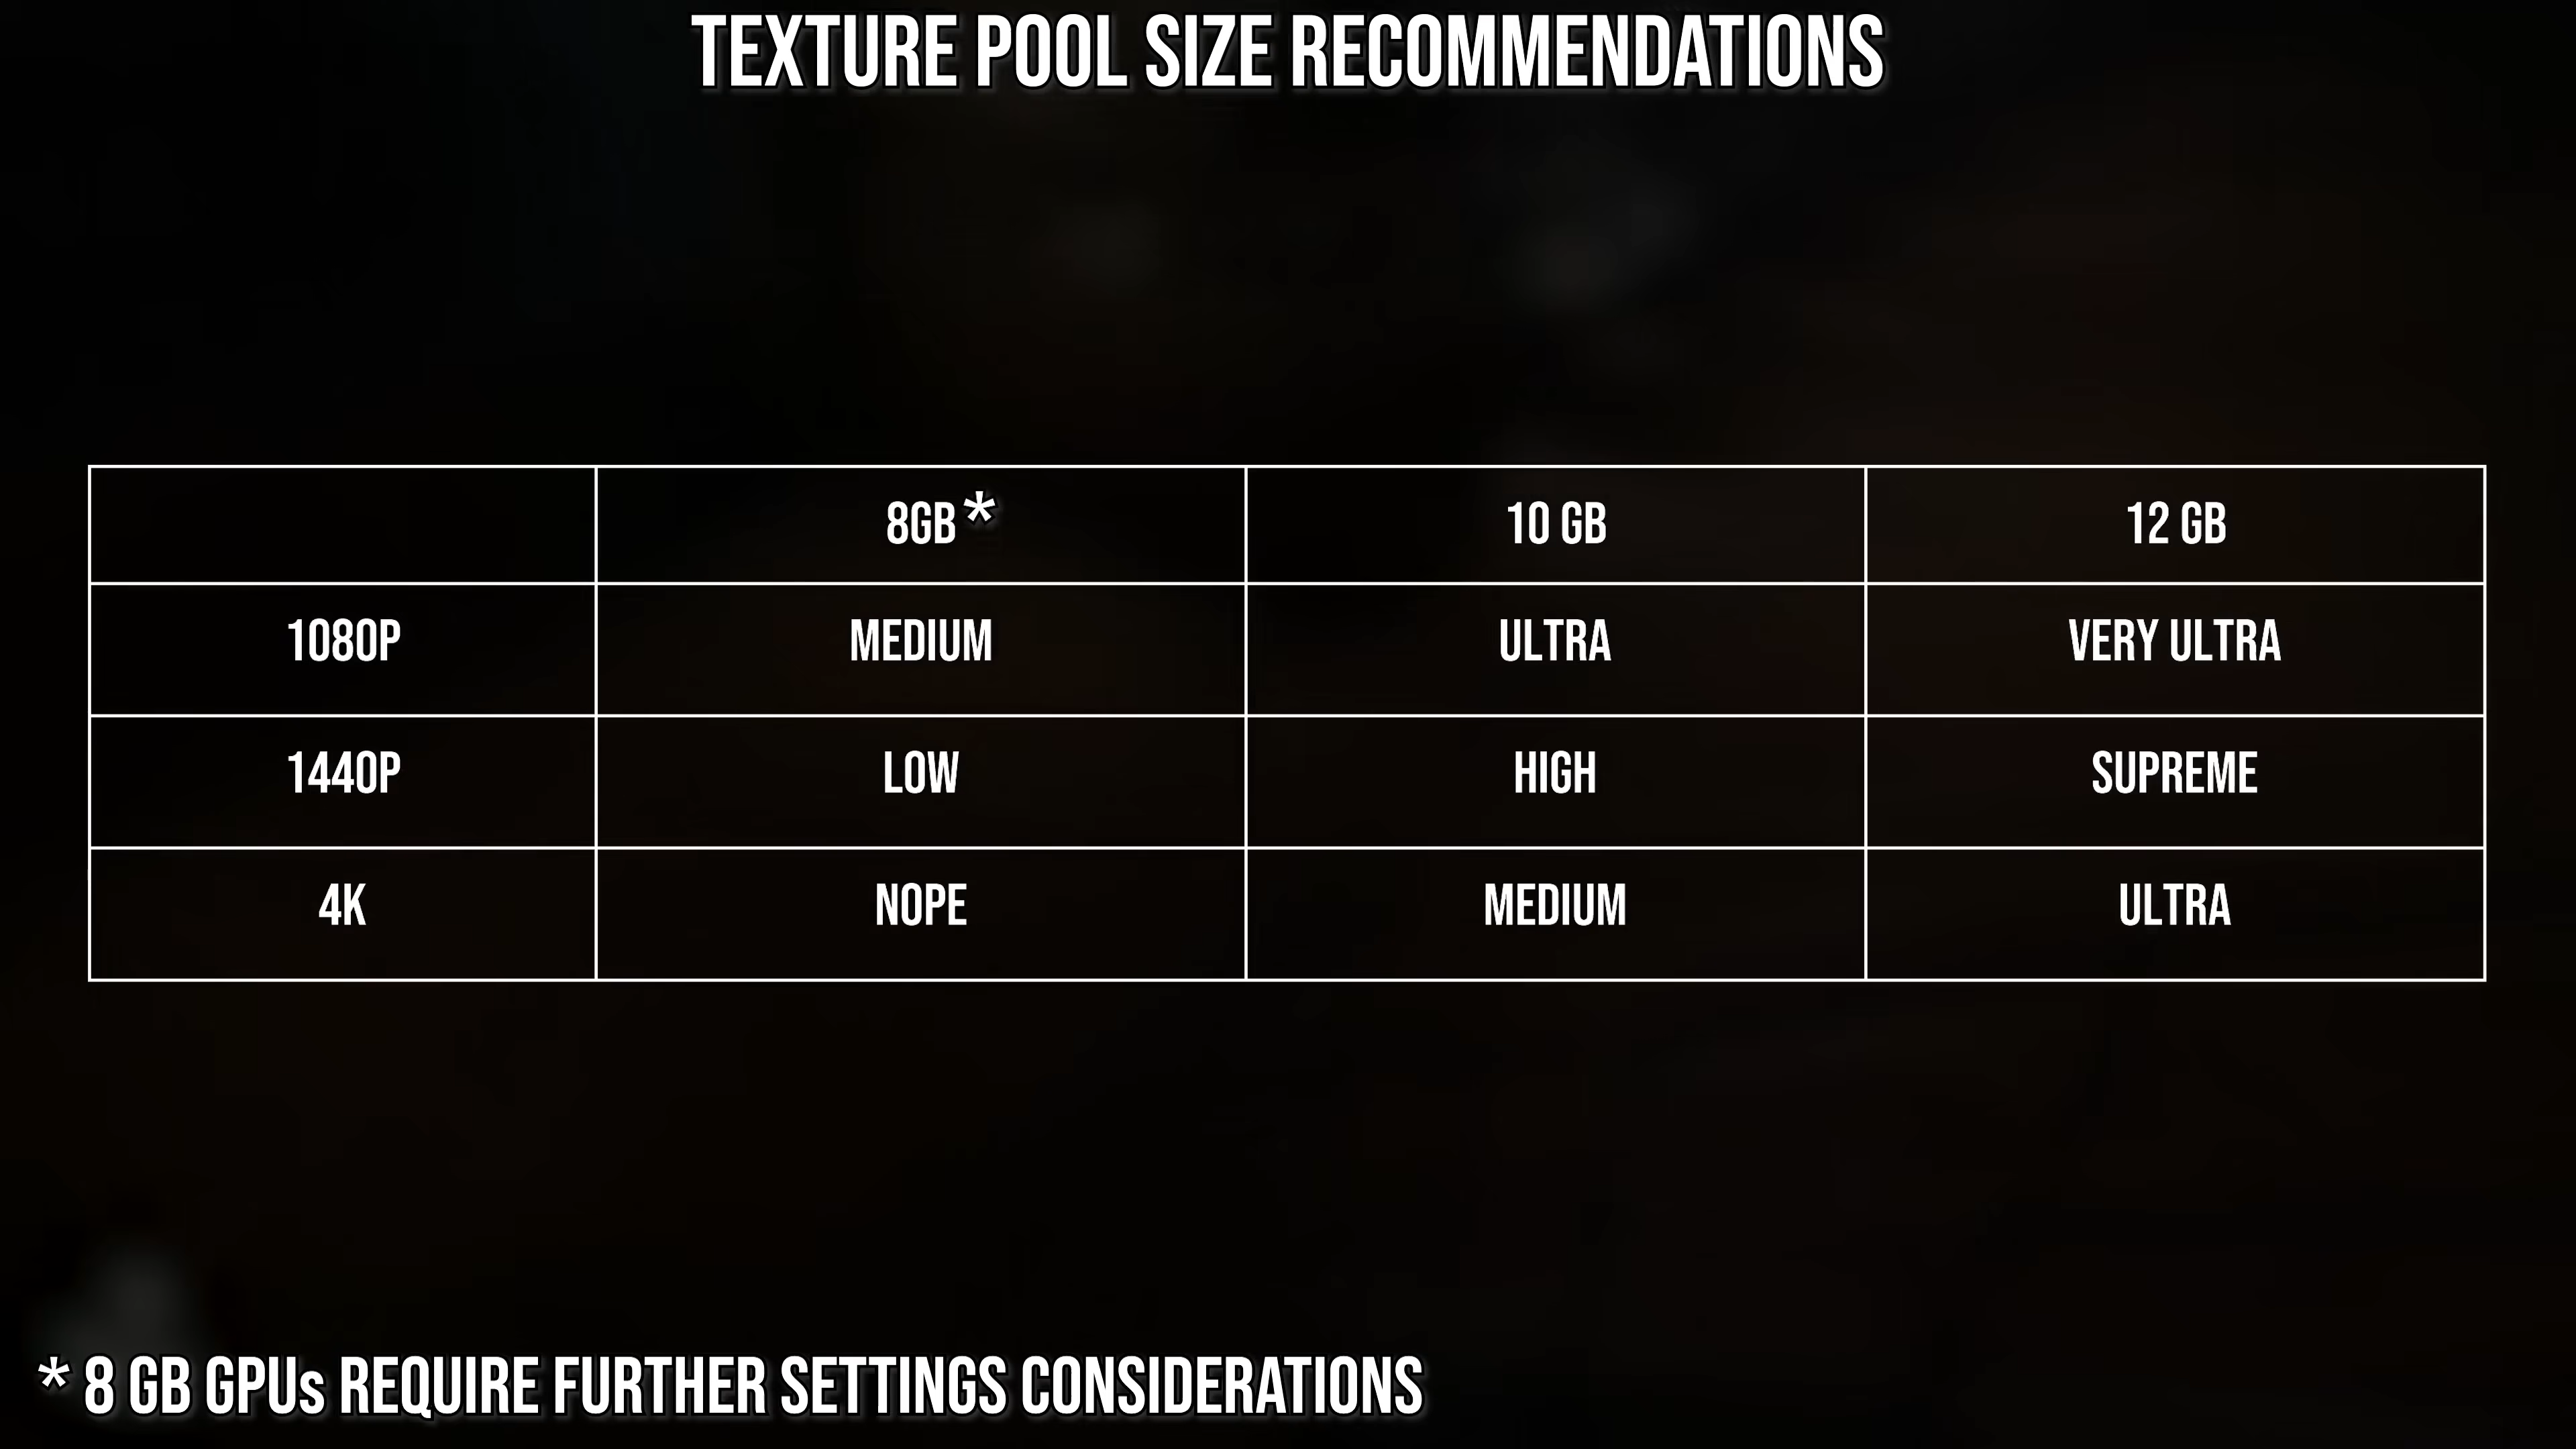 TEXTURE POOL SIZE RECOMMENDATIONS
8GB* 10 GB 12 GB
1080P MEDIUM ULTRA VERY ULTRA
1440P LOW HIGH SUPREME
4K NOPE MEDIUM ULTRA
* 8 GB GPUs REQUIRE FURTHER SETTINGS CONSIDERATIONS